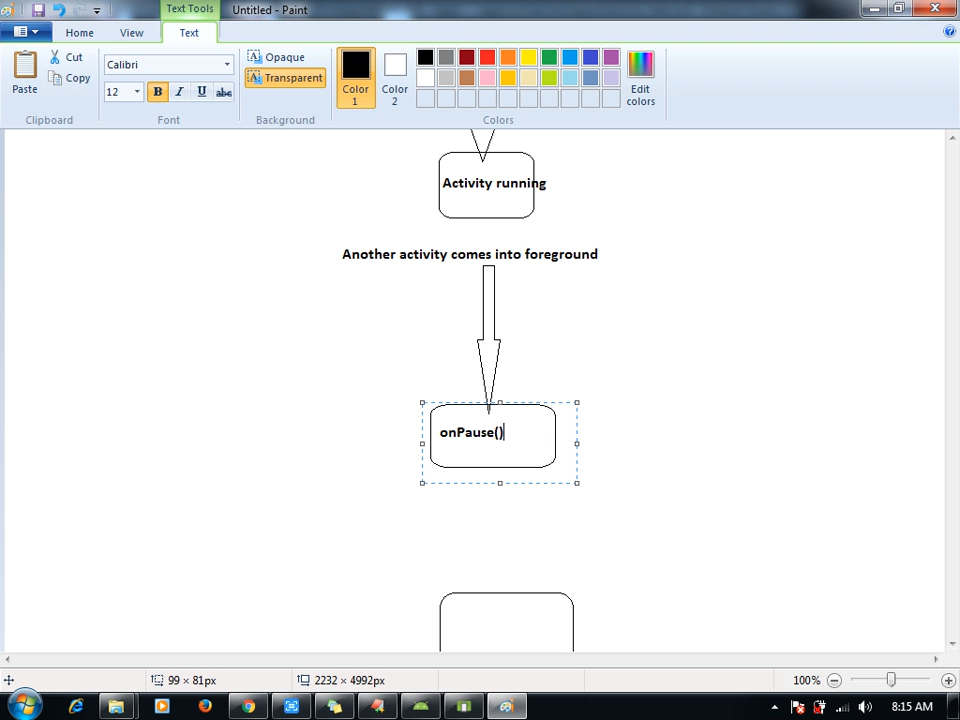 Text Tools
Untitled - Paint
Home
View
Text
Paste
Cut
Copy
Clipboard
Calibri
12
B
I
U
abc
Font
Opaque
Transparent
Background
Color 1
Color 2
Edit colors
Colors
Activity running
Another activity comes into foreground
onPause()
99 × 81px
2232 × 4992px
100%
8:15 AM